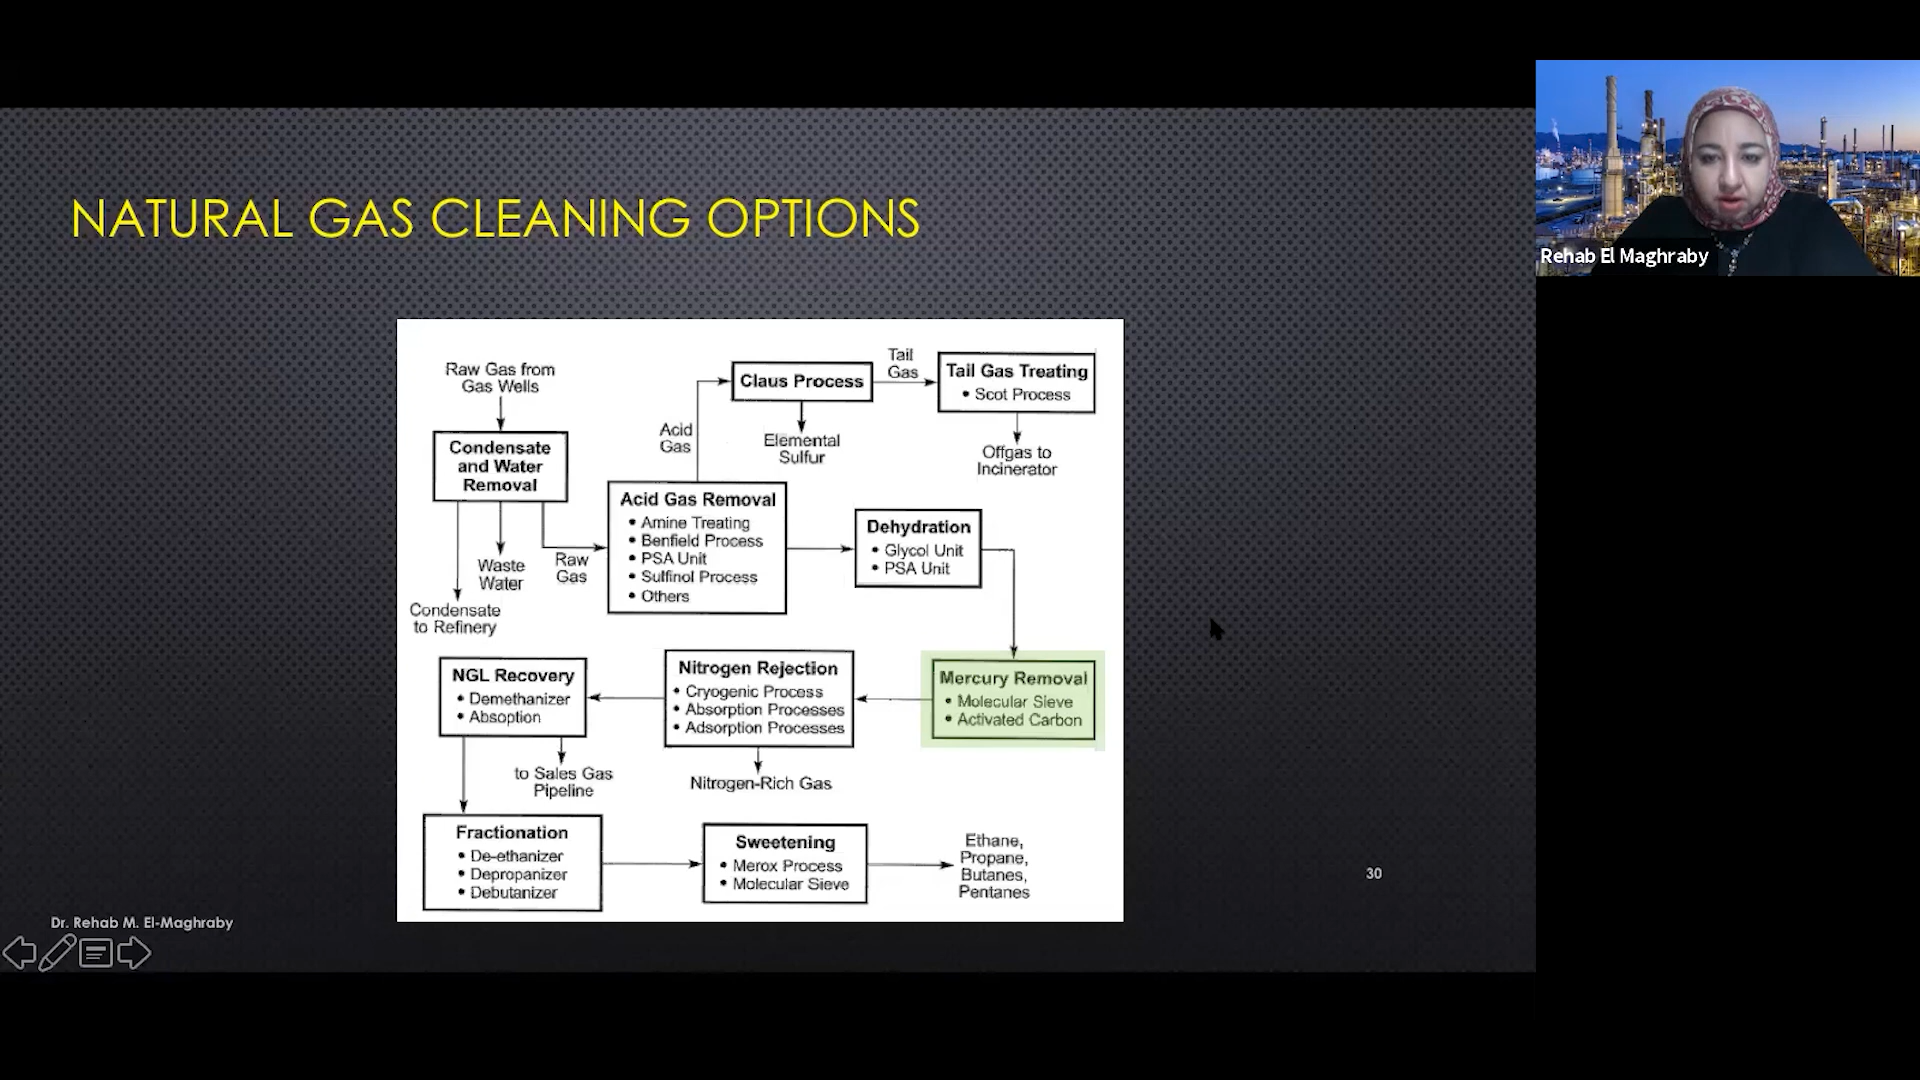 NATURAL GAS CLEANING OPTIONS
Rehab El Maghraby
Raw Gas from
Gas Wells
Condensate
and Water
Removal
Waste
Water
Condensate
to Refinery
Raw
Gas
Acid Gas Removal
• Amine Treating
• Benfield Process
• PSA Unit
• Sulfinol Process
• Others
Acid
Gas
Claus Process
Elemental
Sulfur
Tail
Gas
Tail Gas Treating
• Scot Process
Offgas to
Incinerator
Dehydration
• Glycol Unit
• PSA Unit
Mercury Removal
• Molecular Sieve
• Activated Carbon
Nitrogen Rejection
• Cryogenic Process
• Absorption Processes
• Adsorption Processes
Nitrogen-Rich Gas
NGL Recovery
• Demethanizer
• Absoption
to Sales Gas
Pipeline
Fractionation
• De-ethanizer
• Depropanizer
• Debutanizer
Sweetening
• Merox Process
• Molecular Sieve
Ethane,
Propane,
Butanes,
Pentanes
30
Dr. Rehab M. El-Maghraby